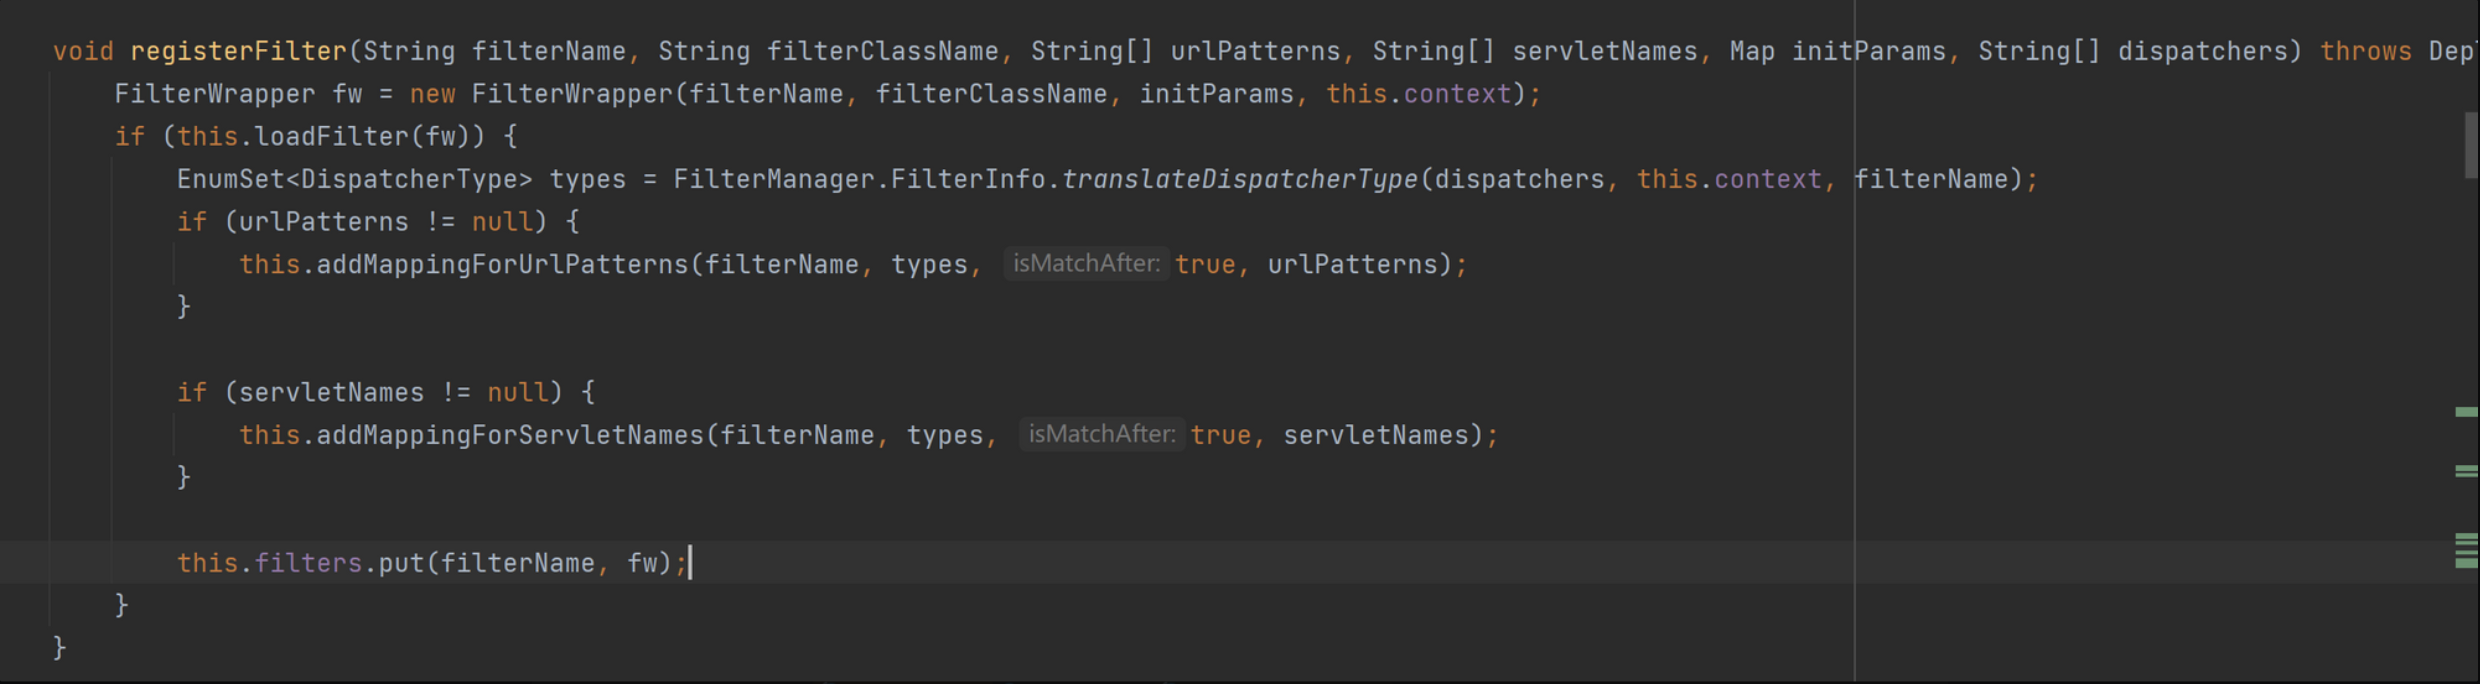 void registerFilter(String filterName, String filterClassName, String[] urlPatterns, String[] servletNames, Map initParams, String[] dispatchers) throws Dep
FilterWrapper fw = new FilterWrapper(filterName, filterClassName, initParams, this.context);
if (this.loadFilter(fw)) {
EnumSet<DispatcherType> types = FilterManager.FilterInfo.translateDispatcherType(dispatchers, this.context, filterName);
if (urlPatterns != null) {
this.addMappingForUrlPatterns(filterName, types, isMatchAfter: true, urlPatterns);
}
if (servletNames != null) {
this.addMappingForServletNames(filterName, types, isMatchAfter: true, servletNames);
}
this.filters.put(filterName, fw);
}
}